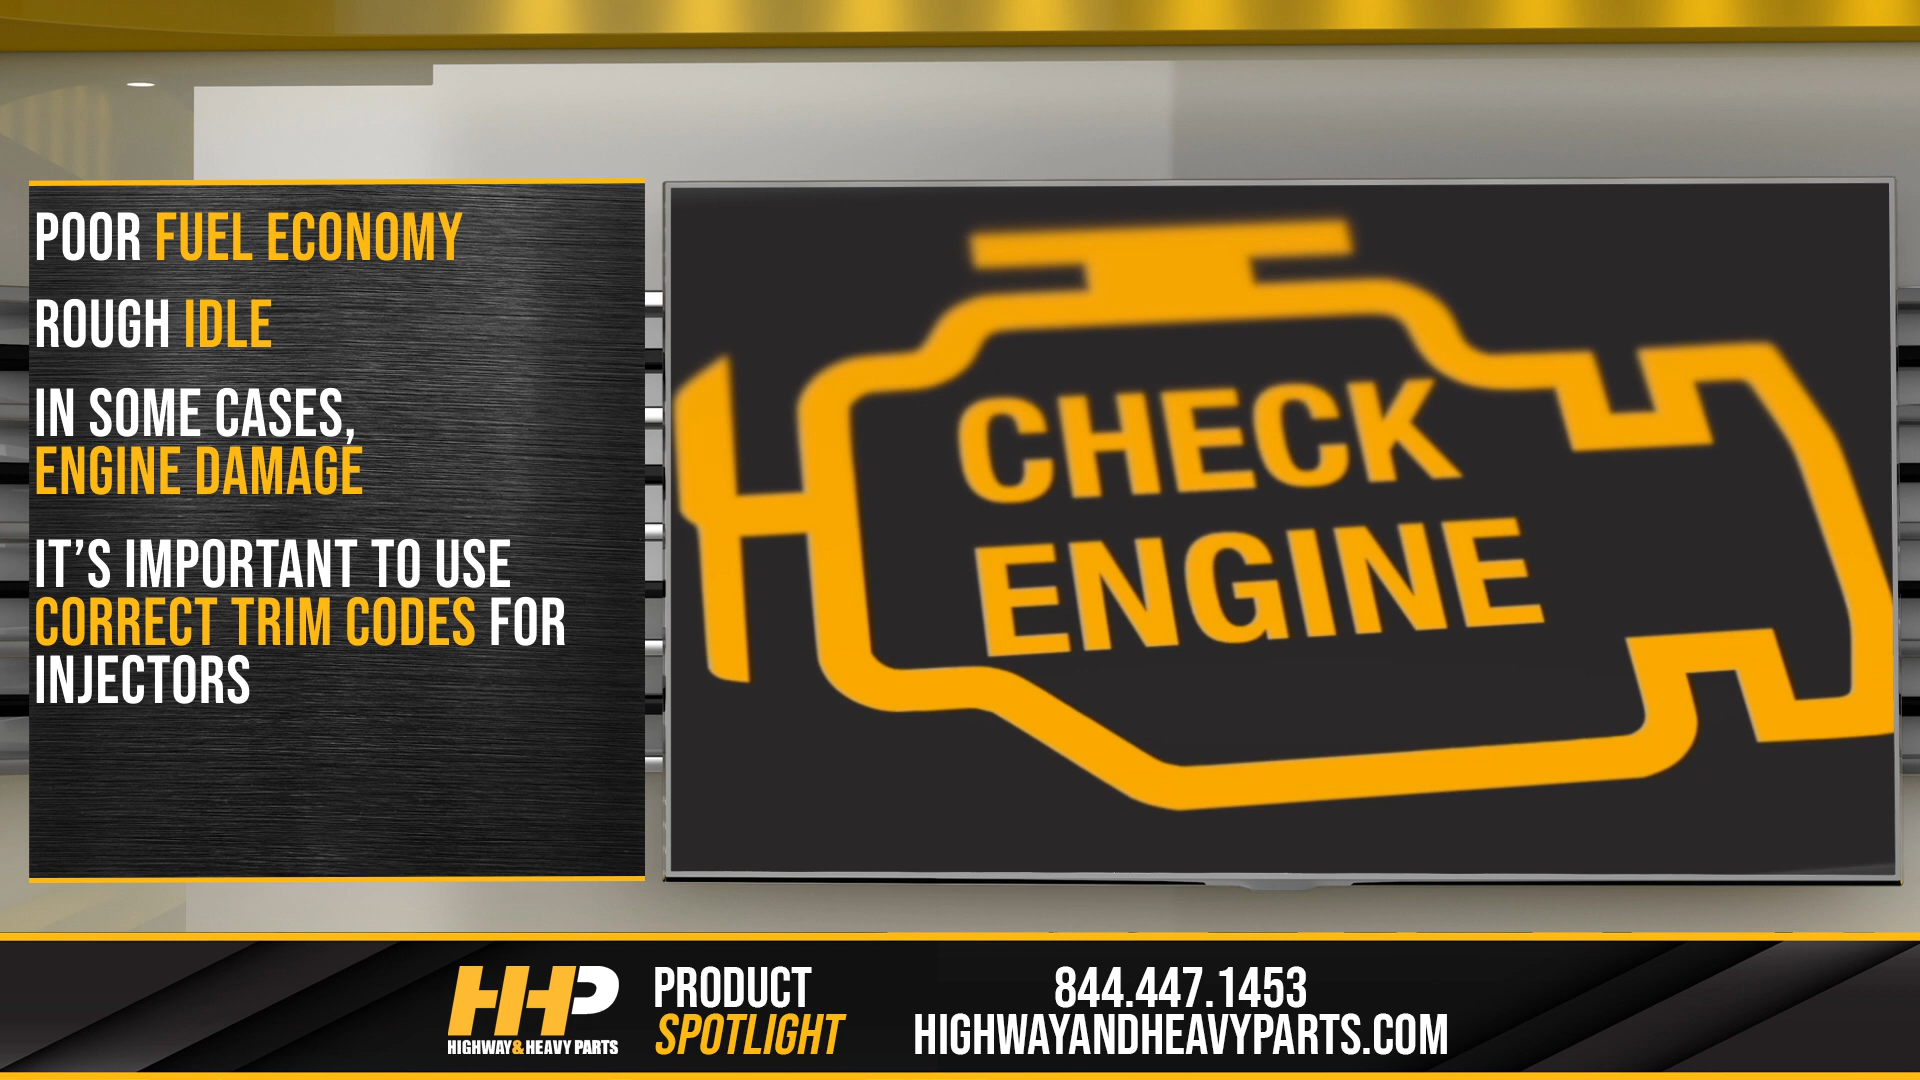 POOR FUEL ECONOMY
ROUGH IDLE
IN SOME CASES,
ENGINE DAMAGE
IT’S IMPORTANT TO USE
CORRECT TRIM CODES FOR
INJECTORS
CHECK
ENGINE
HHP
HIGHWAY&HEAVY PARTS
PRODUCT
SPOTLIGHT
844.447.1453
HIGHWAYANDHEAVYPARTS.COM